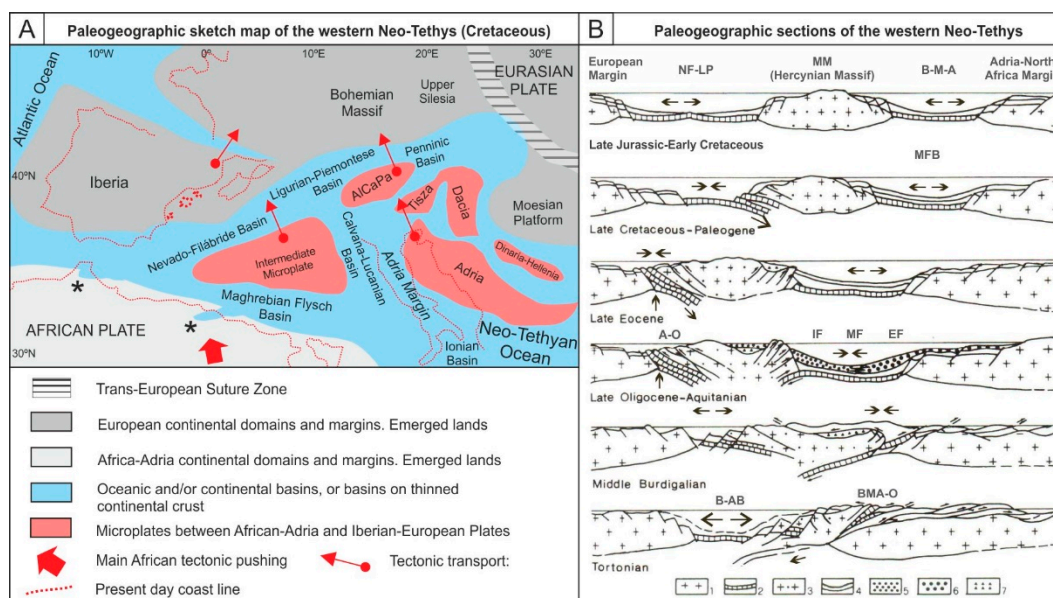 A
Paleogeographic sketch map of the western Neo-Tethys (Cretaceous)
10°W
0°
10°E
20°E
30°E
Atlantic Ocean
EURASIAN
PLATE
Upper
Silesia
Bohemian
Massif
40°N
Iberia
Ligurian-Piemontese
Basin
Penninic
Basin
AlCaPa
Tisza
Dacia
Moesian
Platform
Nevado-Filábride Basin
Intermediate
Microplate
Calvana-Lucanian
Basin
Adria Margin
Adria
Dinaria-Hellenia
Maghrebian Flysch
Basin
*
*
AFRICAN PLATE
Neo-Tethyan
Ocean
Ionian
Basin
30°N
Trans-European Suture Zone
European continental domains and margins. Emerged lands
Africa-Adria continental domains and margins. Emerged lands
Oceanic and/or continental basins, or basins on thinned
continental crust
Microplates between African-Adria and Iberian-European Plates
Main African tectonic pushing
Tectonic transport:
Present day coast line
B
Paleogeographic sections of the western Neo-Tethys
European
Margin
NF-LP
MM
(Hercynian Massif)
B-M-A
Adria-North
Africa Margin
Late Jurassic-Early Cretaceous
MFB
Late Cretaceous-Paleogene
Late Eocene
A-O
IF
MF
EF
Late Oligocene-Aquitanian
Middle Burdigalian
B-AB
BMA-O
Tortonian
1
2
3
4
5
6
7